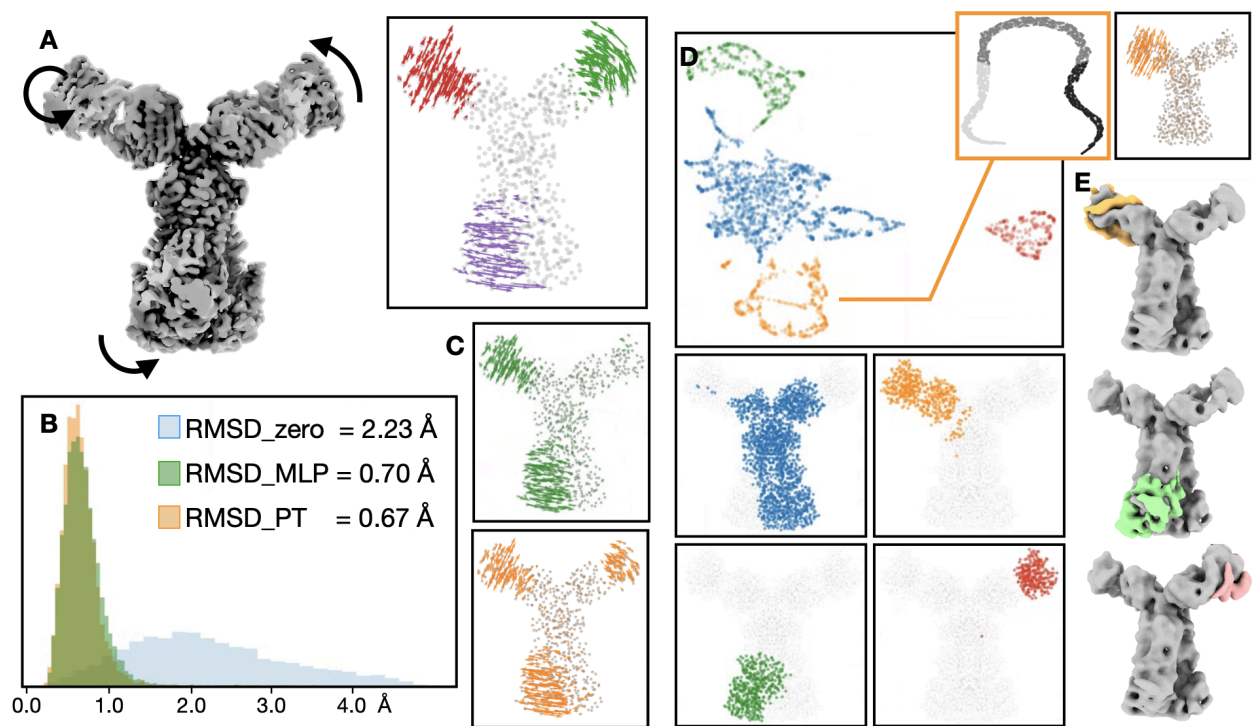 A
B
RMSD_zero = 2.23 Å
RMSD_MLP = 0.70 Å
RMSD_PT = 0.67 Å
0.0 1.0 2.0 3.0 4.0 Å
C
D
E